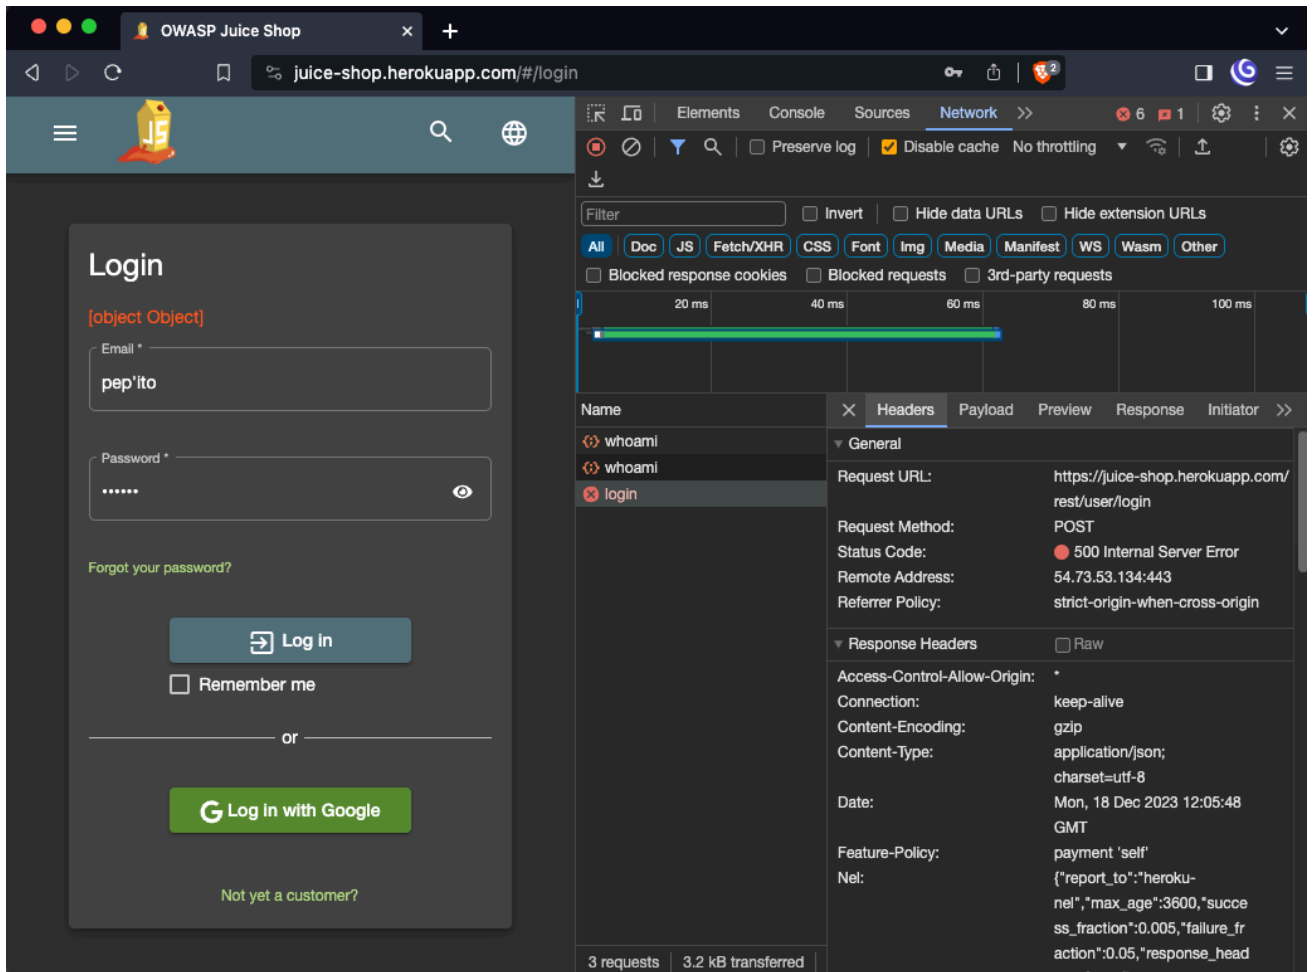 OWASP Juice Shop
juice-shop.herokuapp.com/#/login
2
JS
Login
[object Object]
Email *
pep'ito
Password *
••••••
Forgot your password?
Log in
Remember me
or
G Log in with Google
Not yet a customer?
Elements Console Sources Network 6 1
Preserve log Disable cache No throttling
Filter Invert Hide data URLs Hide extension URLs
All Doc JS Fetch/XHR CSS Font Img Media Manifest WS Wasm Other
Blocked response cookies Blocked requests 3rd-party requests
20 ms 40 ms 60 ms 80 ms 100 ms
Name
whoami
whoami
login
3 requests 3.2 kB transferred
Headers Payload Preview Response Initiator
General
Request URL: https://juice-shop.herokuapp.com/
rest/user/login
Request Method: POST
Status Code: 500 Internal Server Error
Remote Address: 54.73.53.134:443
Referrer Policy: strict-origin-when-cross-origin
Response Headers Raw
Access-Control-Allow-Origin: *
Connection: keep-alive
Content-Encoding: gzip
Content-Type: application/json;
charset=utf-8
Date: Mon, 18 Dec 2023 12:05:48
GMT
Feature-Policy: payment 'self'
Nel: {"report_to":"heroku-
nel","max_age":3600,"succe
ss_fraction":0.005,"failure_fr
action":0.05,"response_head